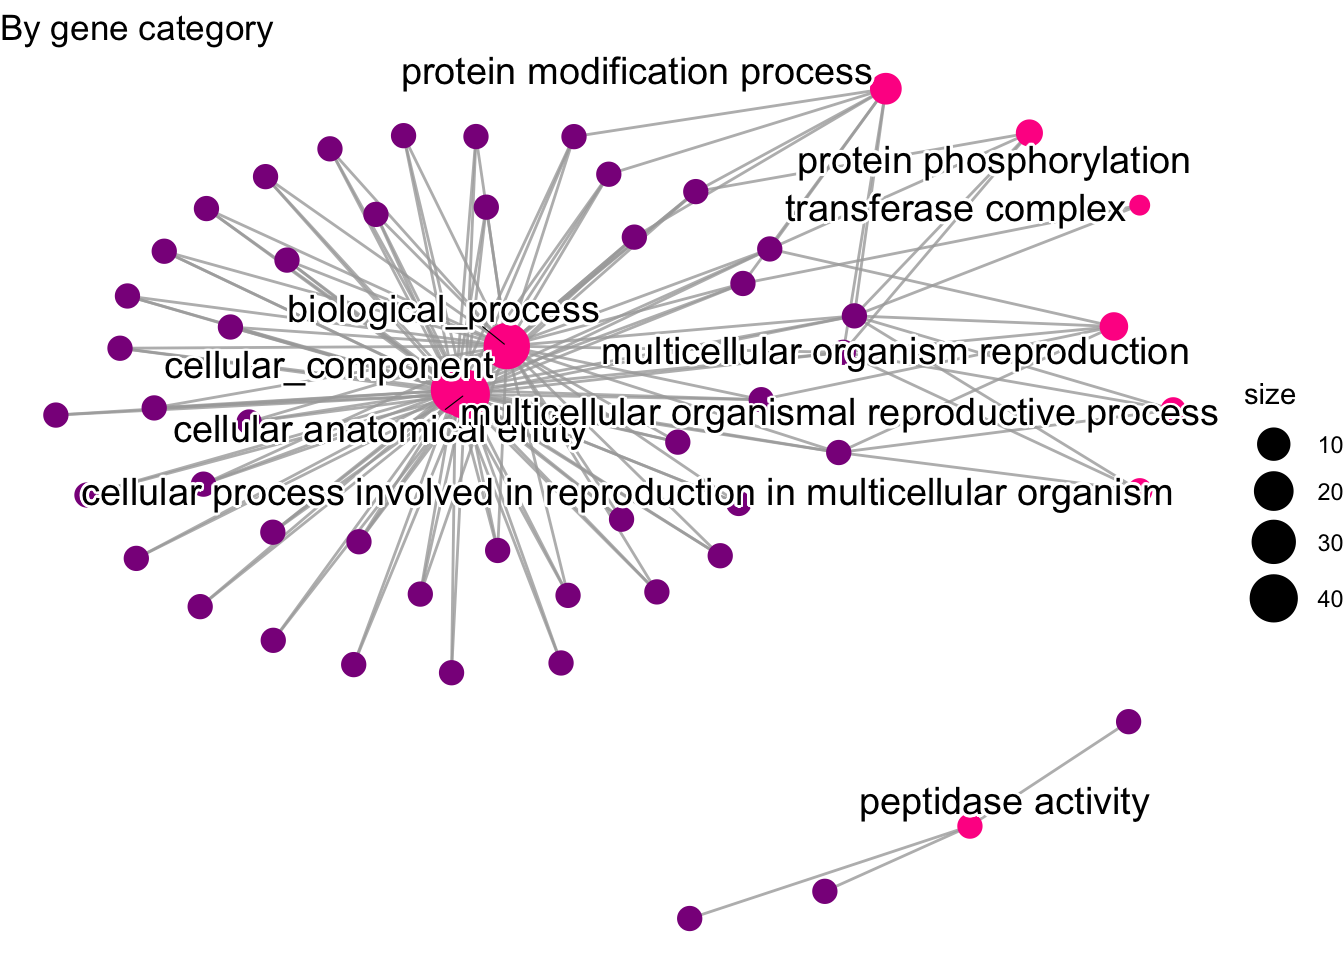 By gene category
protein modification process
protein phosphorylation
transferase complex
biological_process
multicellular organism reproduction
cellular_component
size
multicellular organismal reproductive process
cellular anatomical entity
10
cellular process involved in reproduction in multicellular organism
20
30
40
peptidase activity